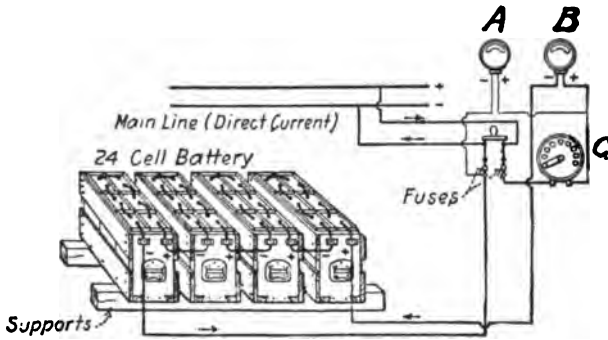 A B
- + - +
+
-
Main Line (Direct Current)
C
24 Cell Battery
Fuses
- + - + - + - +
Supports